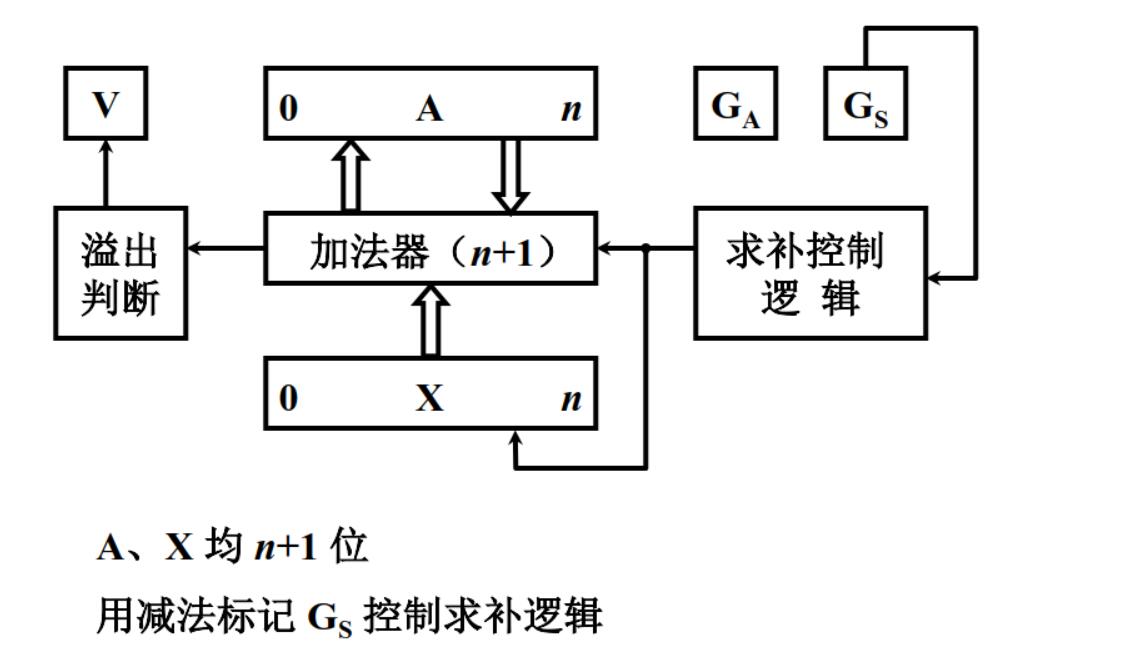 V
0 A n
G_A
G_S
溢出
判断
加法器（n+1）
求补控制
逻 辑
0 X n
A、X 均 n+1 位
用减法标记 G_S 控制求补逻辑